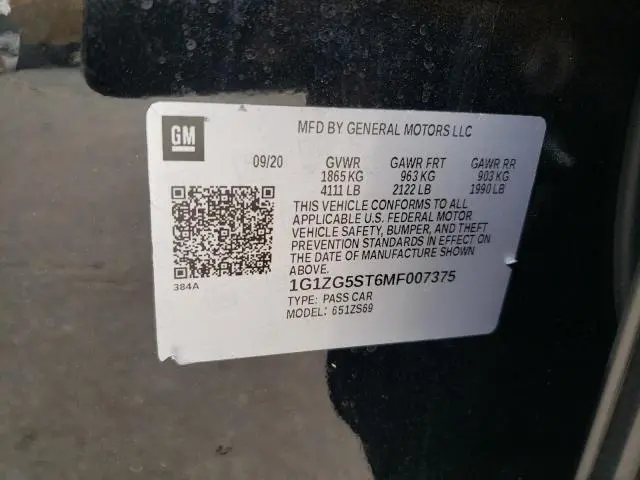 GM
MFD BY GENERAL MOTORS LLC
09/20 GVWR GAWR FRT GAWR RR
1865 KG 963 KG 903 KG
4111 LB 2122 LB 1990 LB
THIS VEHICLE CONFORMS TO ALL
APPLICABLE U.S. FEDERAL MOTOR
VEHICLE SAFETY, BUMPER, AND THEFT
PREVENTION STANDARDS IN EFFECT ON
THE DATE OF MANUFACTURE SHOWN
ABOVE.
384A
1G1ZG5ST6MF007375
TYPE: PASS CAR
MODEL: 651ZS69